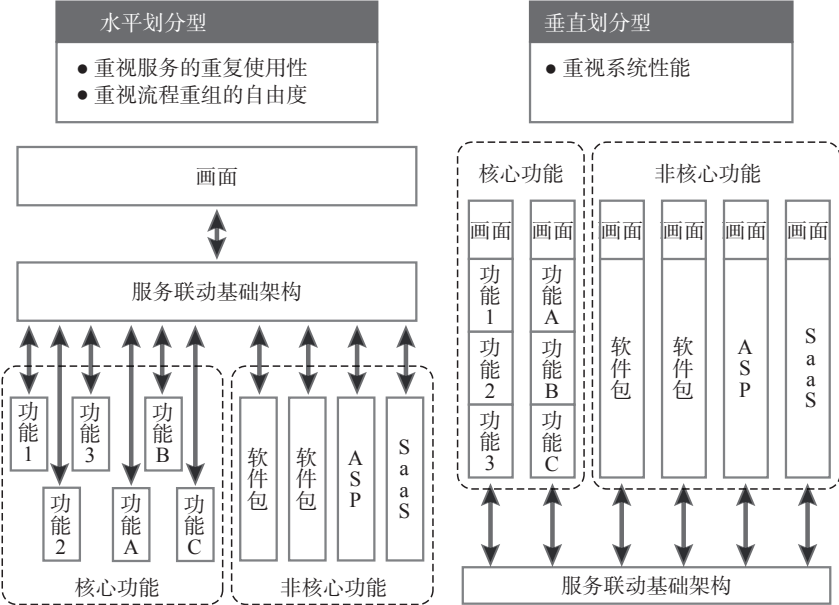 水平划分型
● 重视服务的重复使用性
● 重视流程重组的自由度
画面
服务联动基础架构
功能1
功能2
功能3
功能A
功能B
功能C
软件包
软件包
ASP
SaaS
核心功能
非核心功能
垂直划分型
● 重视系统性能
核心功能
非核心功能
画面
功能1
功能2
功能3
画面
功能A
功能B
功能C
画面
软件包
画面
软件包
画面
ASP
画面
SaaS
服务联动基础架构